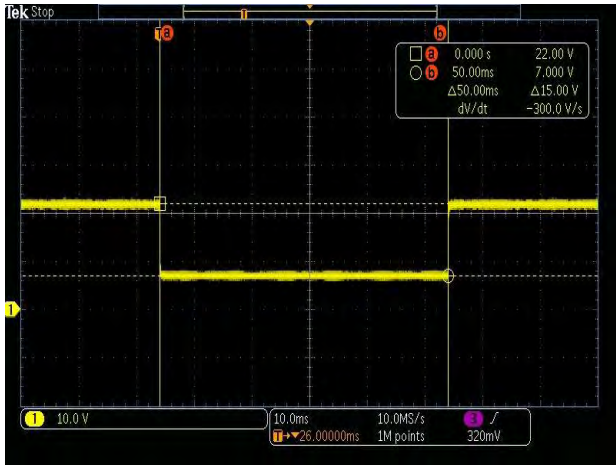 Tek Stop
T a
b
a 0.000 s 22.00 V
b 50.00ms 7.000 V
Δ50.00ms Δ15.00 V
dV/dt −300.0 V/s
1
1 10.0 V
10.0ms 10.0MS/s 3 ∫
T→▼26.00000ms 1M points 320mV